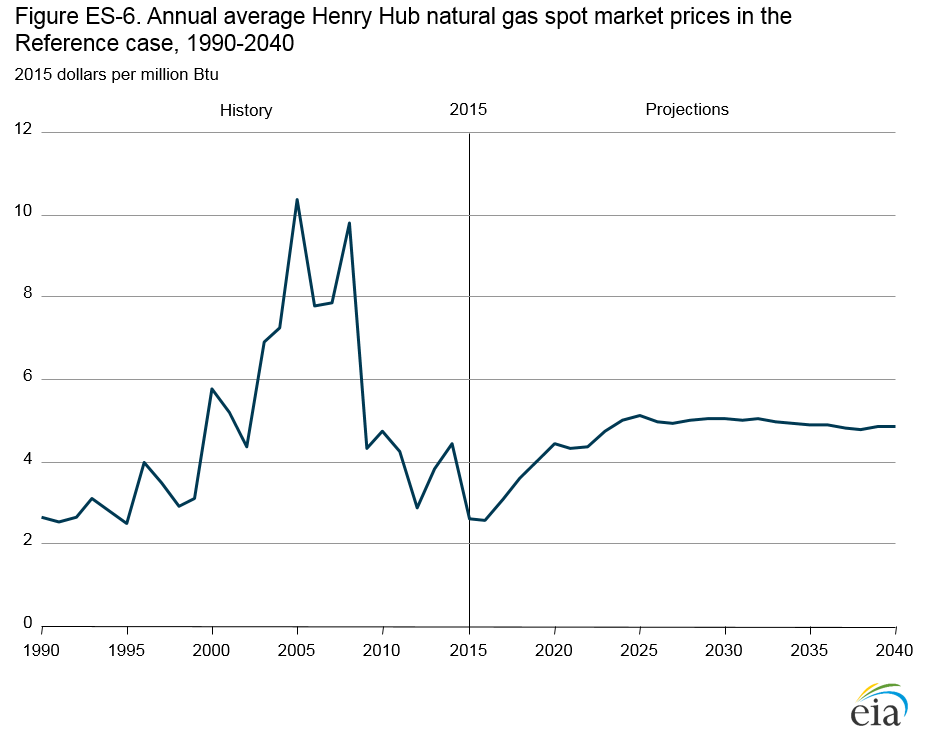 Figure ES-6. Annual average Henry Hub natural gas spot market prices in the
Reference case, 1990-2040
2015 dollars per million Btu
History 2015 Projections
12
10
8
6
4
2
0
1990 1995 2000 2005 2010 2015 2020 2025 2030 2035 2040
eia